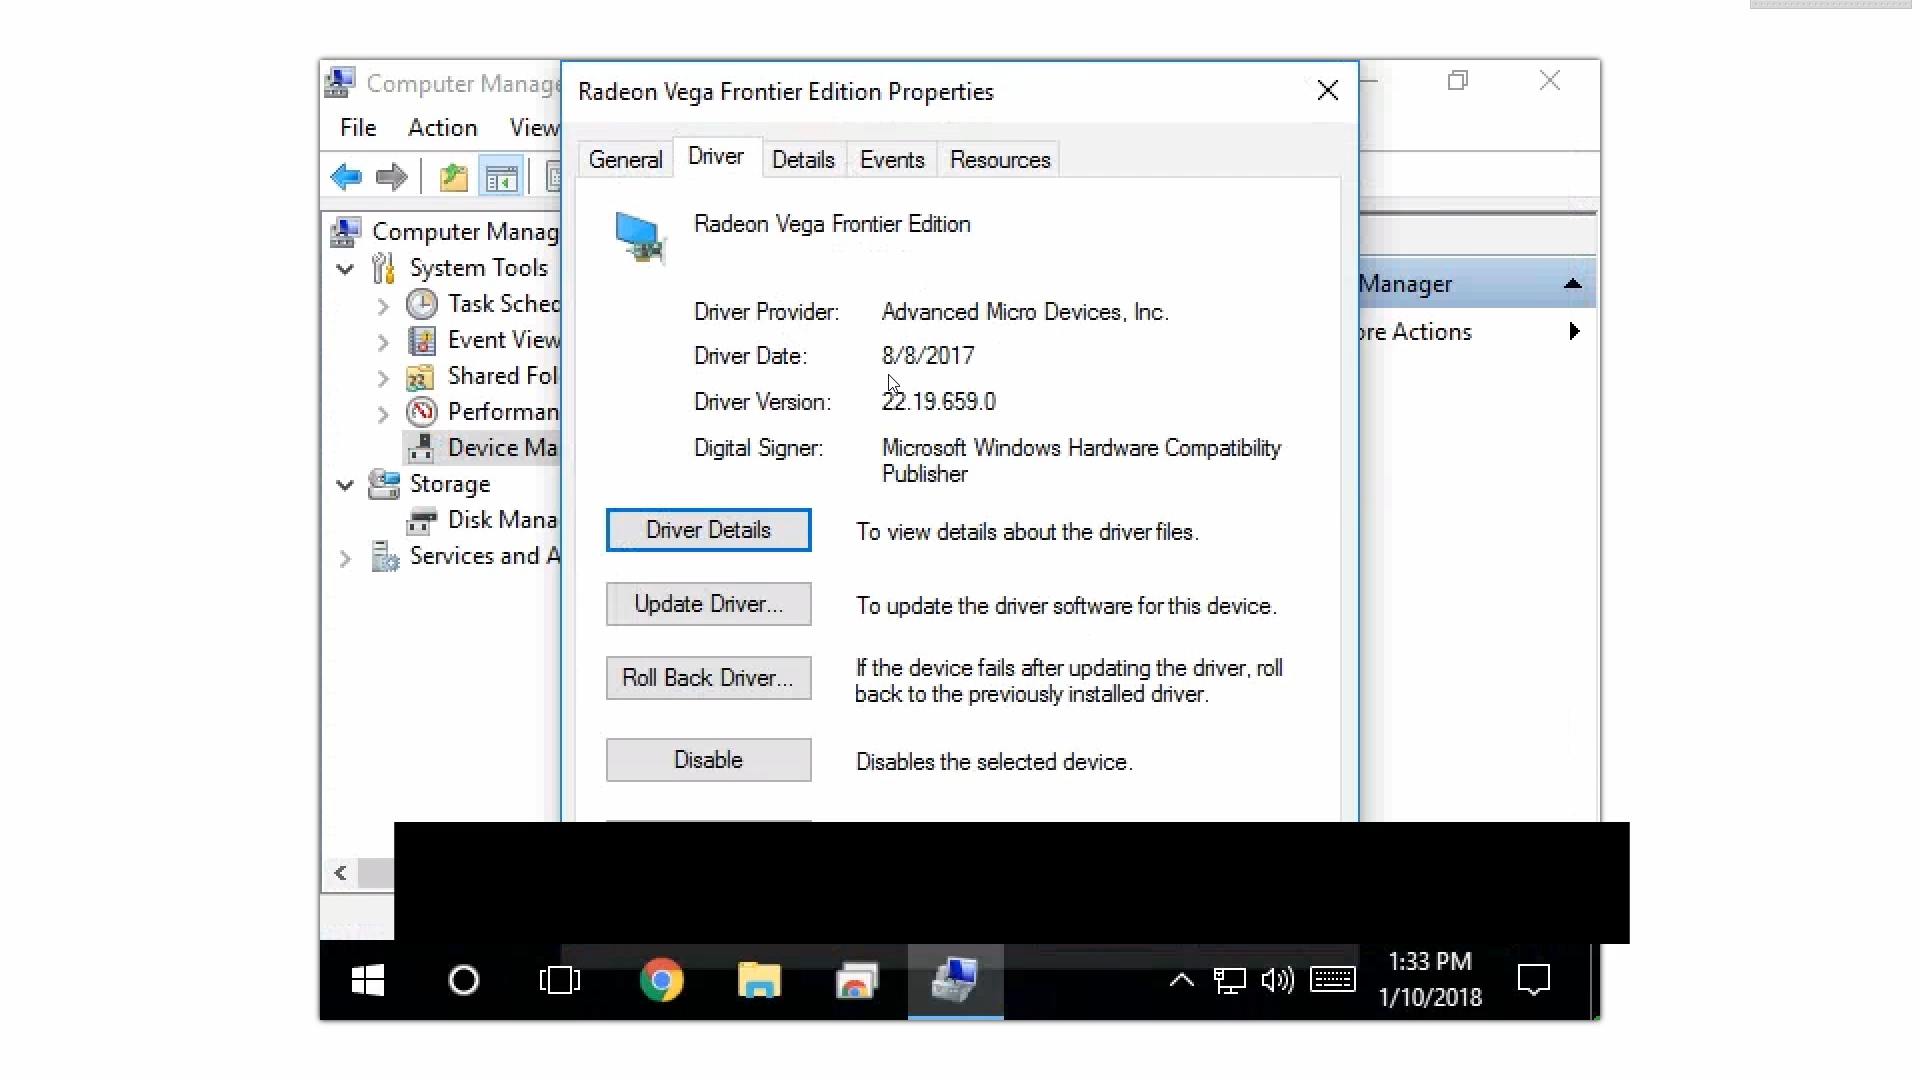 Computer Manage
Radeon Vega Frontier Edition Properties
File Action View
General Driver Details Events Resources
Computer Manag
System Tools
Task Sched
Event View
Shared Fol
Performan
Device Ma
Storage
Disk Mana
Services and A
Radeon Vega Frontier Edition
Driver Provider: Advanced Micro Devices, Inc.
Driver Date: 8/8/2017
Driver Version: 22.19.659.0
Digital Signer: Microsoft Windows Hardware Compatibility
Publisher
Driver Details To view details about the driver files.
Update Driver... To update the driver software for this device.
Roll Back Driver... If the device fails after updating the driver, roll
back to the previously installed driver.
Disable Disables the selected device.
Manager
ore Actions
1:33 PM
1/10/2018